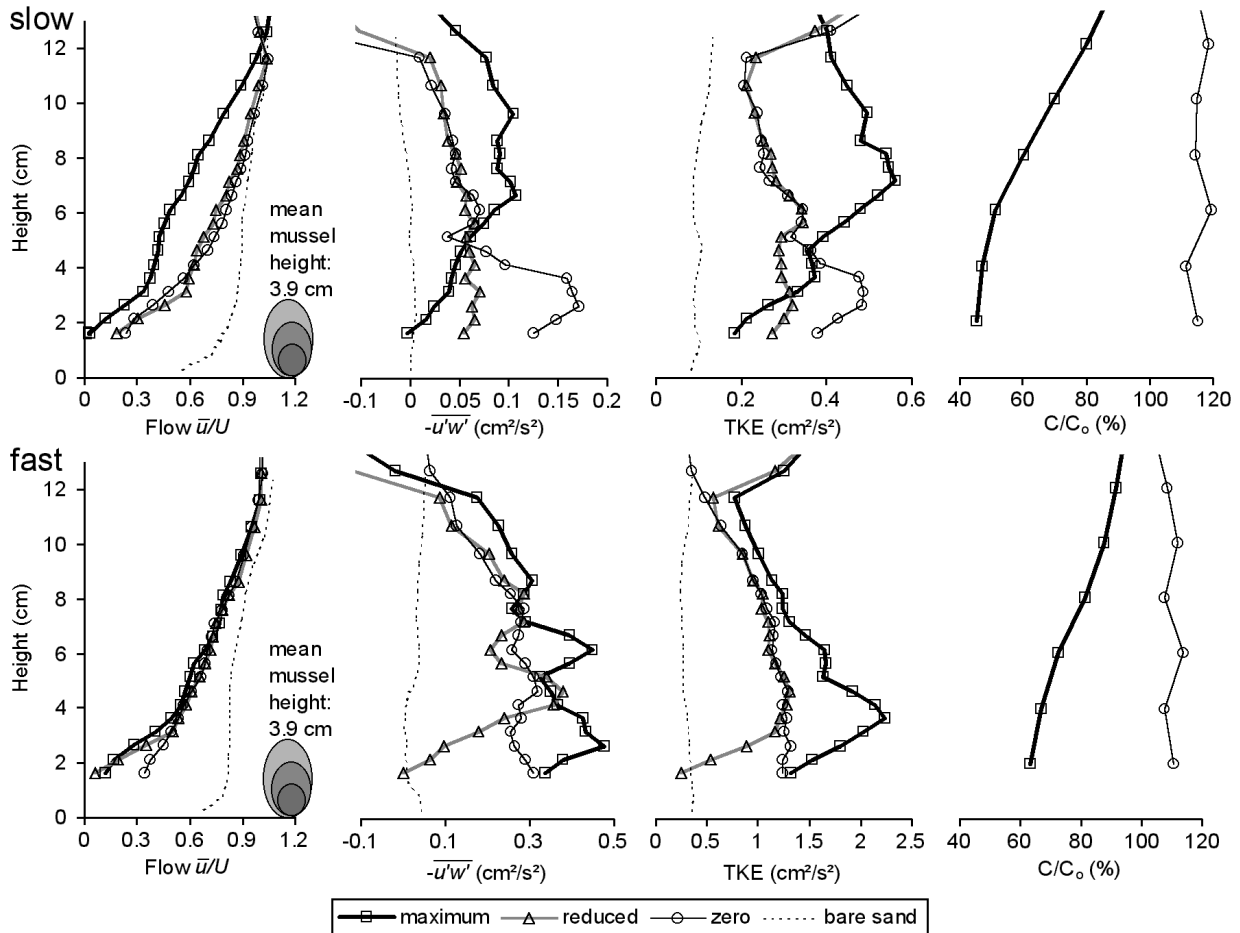 slow
12
10
8
6
4
2
0
Height (cm)
mean
mussel
height:
3.9 cm
0 0.3 0.6 0.9 1.2
Flow u̅/U
-0.1 0 0.05 0.1 0.15 0.2
-u'w' (cm²/s²)
0 0.2 0.4 0.6
TKE (cm²/s²)
40 60 80 100 120
C/Cₒ (%)
fast
12
10
8
6
4
2
0
Height (cm)
mean
mussel
height:
3.9 cm
0 0.3 0.6 0.9 1.2
Flow u̅/U
-0.1 0.1 0.3 0.5
-u'w' (cm²/s²)
0 0.5 1 1.5 2 2.5
TKE (cm²/s²)
40 60 80 100 120
C/Cₒ (%)
maximum reduced zero bare sand